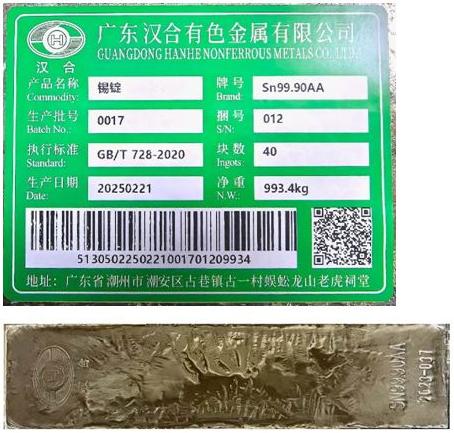 广东汉合有色金属有限公司
GUANGDONG HANHE NONFERROUS METALS CO., LTD.
汉合
产品名称 锡锭 牌号 Sn99.90AA
Commodity: Brand:
生产批号 0017 捆号 012
Batch No.: S/N:
执行标准 GB/T 728-2020 块数 40
Standard: Ingots:
生产日期 20250221 净重 993.4kg
Date: N.W.:
5130502250221001701209934
地址：广东省潮州市潮安区古巷镇古一村蜈蚣龙山老虎祠堂
汉合
SN9990AA